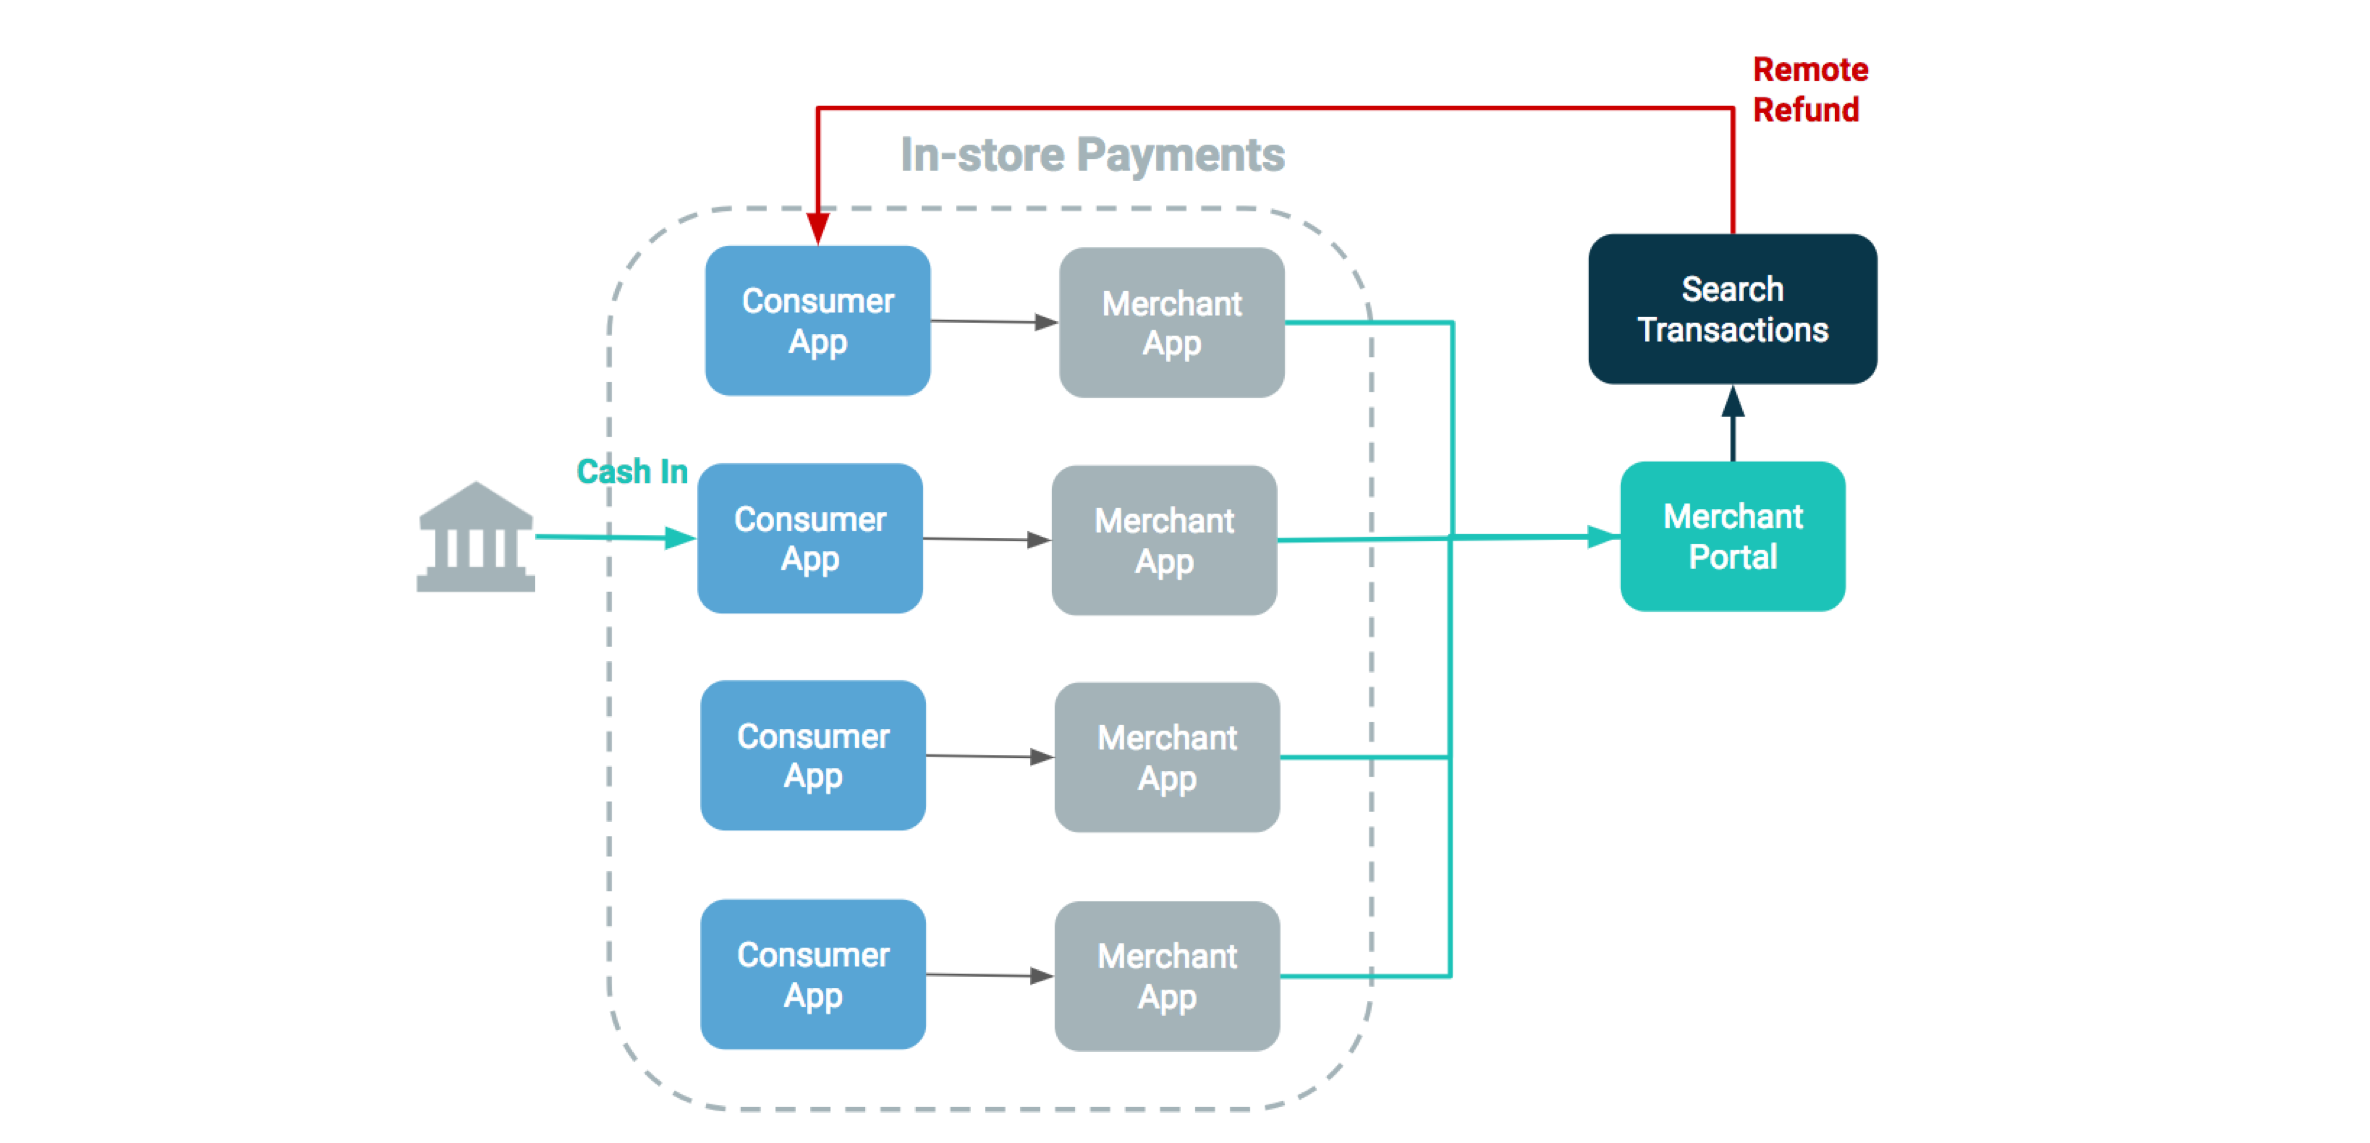 Remote
Refund
In-store Payments
Consumer
App
Merchant
App
Search
Transactions
Cash In
Consumer
App
Merchant
App
Merchant
Portal
Consumer
App
Merchant
App
Consumer
App
Merchant
App